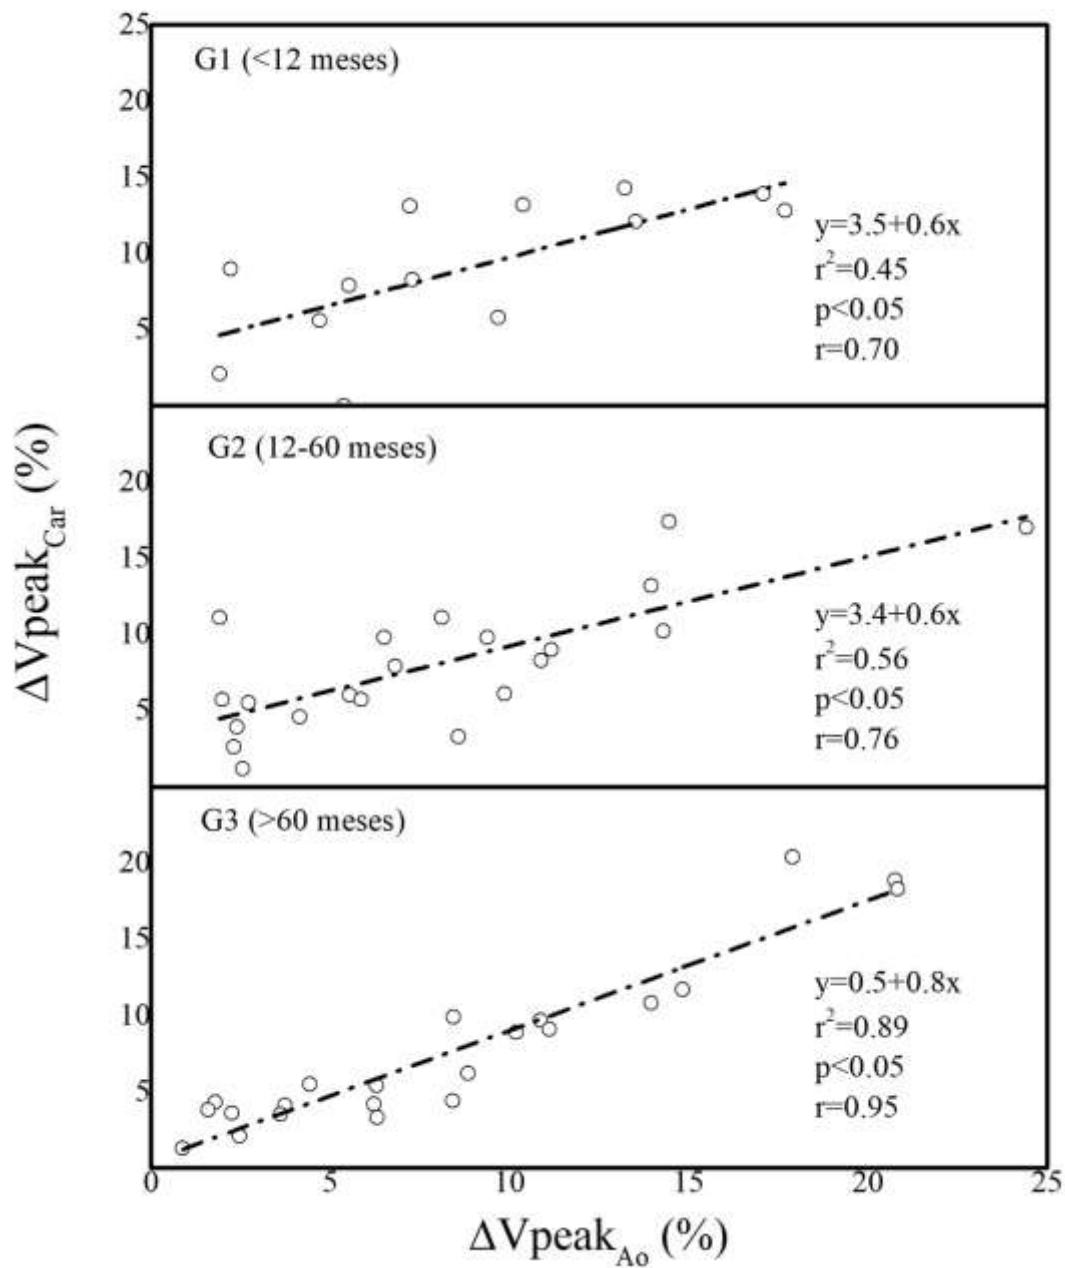 25
G1 (<12 meses)
20
15
10
5
y=3.5+0.6x
r²=0.45
p<0.05
r=0.70
ΔVpeak_Car (%)
G2 (12-60 meses)
20
15
10
5
y=3.4+0.6x
r²=0.56
p<0.05
r=0.76
G3 (>60 meses)
20
15
10
5
y=0.5+0.8x
r²=0.89
p<0.05
r=0.95
0 5 10 15 20 25
ΔVpeak_Ao (%)